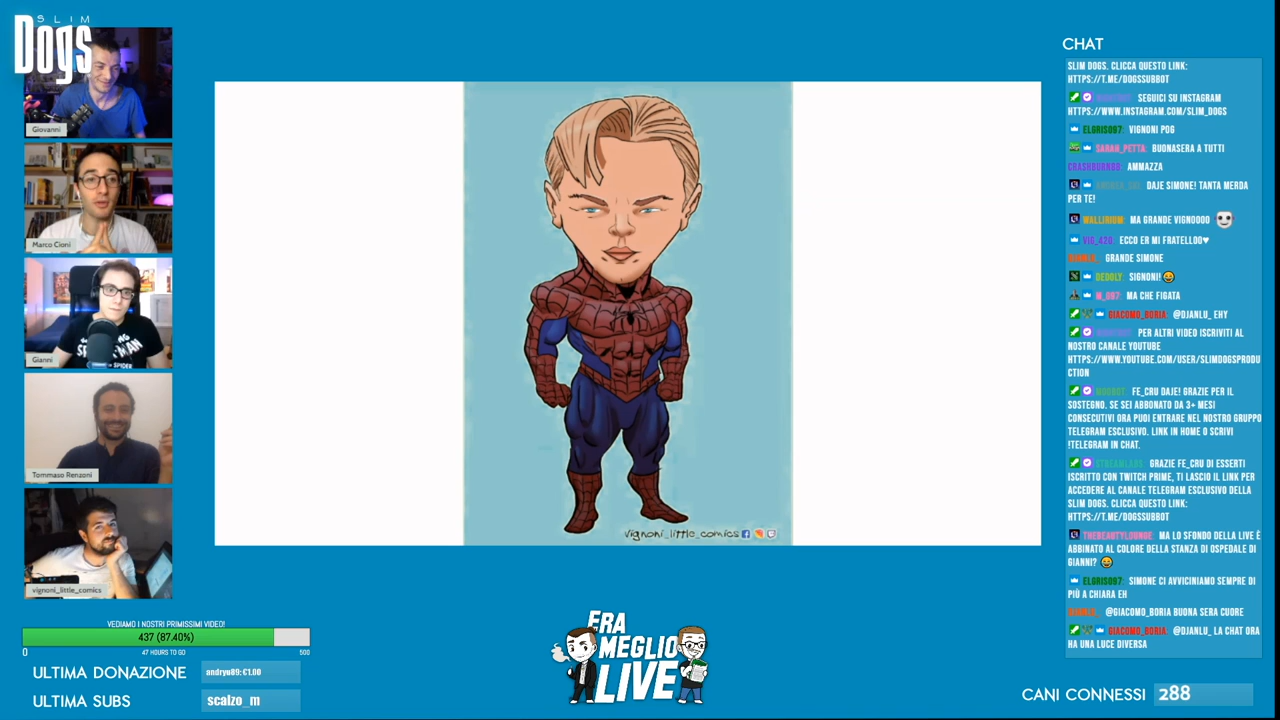 SLIM
Dogs
Giovanni
Marco Cioni
Gianni
Tommaso Renzoni
vignoni_little_comics
VEDIAMO I NOSTRI PRIMISSIMI VIDEO!
437 (87.40%)
0
47 HOURS TO GO
500
ULTIMA DONAZIONE
andryu89: €1.00
ULTIMA SUBS
scalzo_m
vignoni_little_comics
ERA
MEGLIO
LIVE
CHAT
SLIM DOGS. CLICCA QUESTO LINK:
HTTPS://T.ME/DOGSSUBBOT
SEGUICI SU INSTAGRAM
HTTPS://WWW.INSTAGRAM.COM/SLIM_DOGS
ELGRISO97: VIGNONI POG
SARAH_PETTA: BUONASERA A TUTTI
AMMAZZA
DAJE SIMONE! TANTA MERDA
PER TE!
WALLIRIUM: MA GRANDE VIGNOOOO
VIG_420: ECCO ER MI FRATELLOO♥
GRANDE SIMONE
DEDOLY: SIGNONI! 😄
M_697: MA CHE FIGATA
GIACOMO_BORIA: @DJANLU_ EHY
PER ALTRI VIDEO ISCRIVITI AL
NOSTRO CANALE YOUTUBE
HTTPS://WWW.YOUTUBE.COM/USER/SLIMDOGSPRODU
CTION
FE_CRU DAJE! GRAZIE PER IL
SOSTEGNO. SE SEI ABBONATO DA 3+ MESI
CONSECUTIVI ORA PUOI ENTRARE NEL NOSTRO GRUPPO
TELEGRAM ESCLUSIVO. LINK IN HOME O SCRIVI
!TELEGRAM IN CHAT.
STREAMLABS: GRAZIE FE_CRU DI ESSERTI
ISCRITTO CON TWITCH PRIME, TI LASCIO IL LINK PER
ACCEDERE AL CANALE TELEGRAM ESCLUSIVO DELLA
SLIM DOGS. CLICCA QUESTO LINK:
HTTPS://T.ME/DOGSSUBBOT
THEBEAUTYLOUNGE: MA LO SFONDO DELLA LIVE È
ABBINATO AL COLORE DELLA STANZA DI OSPEDALE DI
GIANNI? 😄
ELGRISO97: SIMONE CI AVVICINIAMO SEMPRE DI
PIÙ A CHIARA EH
@GIACOMO_BORIA BUONA SERA CUORE
GIACOMO_BORIA: @DJANLU_ LA CHAT ORA
HA UNA LUCE DIVERSA
CANI CONNESSI 288